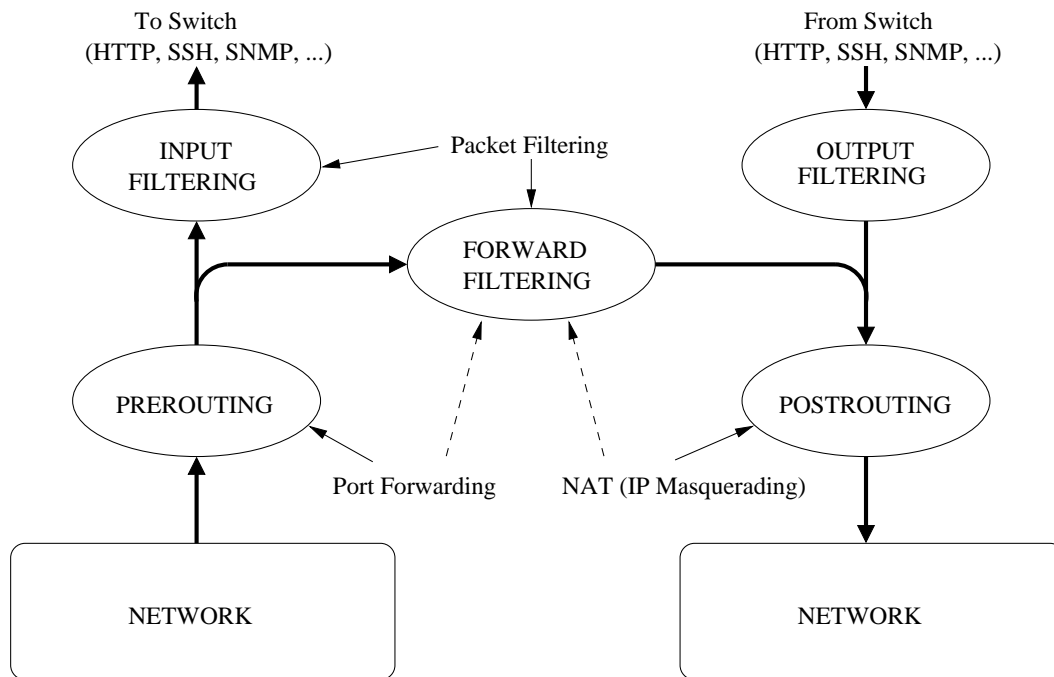 To Switch
(HTTP, SSH, SNMP, ...)
From Switch
(HTTP, SSH, SNMP, ...)
INPUT
FILTERING
Packet Filtering
OUTPUT
FILTERING
FORWARD
FILTERING
PREROUTING
POSTROUTING
Port Forwarding
NAT (IP Masquerading)
NETWORK
NETWORK